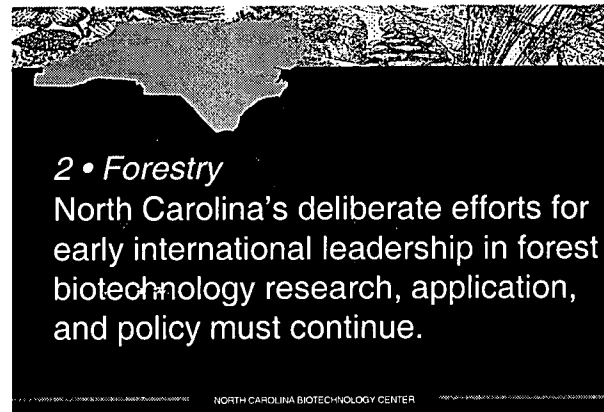 2 • Forestry
North Carolina's deliberate efforts for
early international leadership in forest
biotechnology research, application,
and policy must continue.
NORTH CAROLINA BIOTECHNOLOGY CENTER